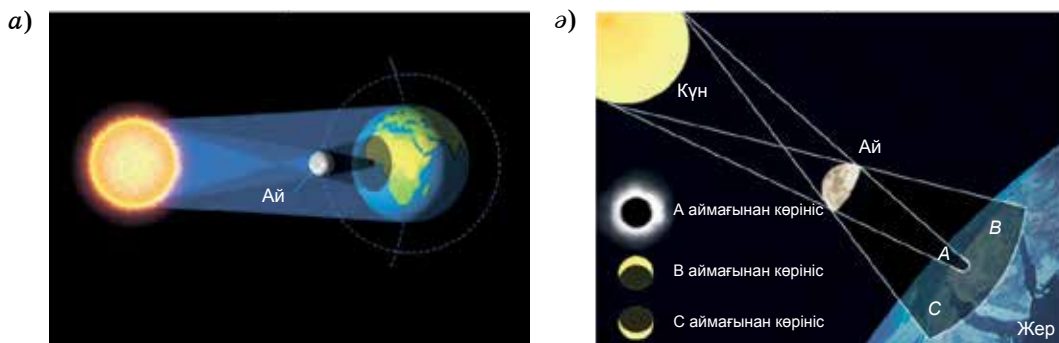 а)
Ай
ә)
Күн
Ай
А аймағынан көрініс
В аймағынан көрініс
С аймағынан көрініс
A
B
C
Жер